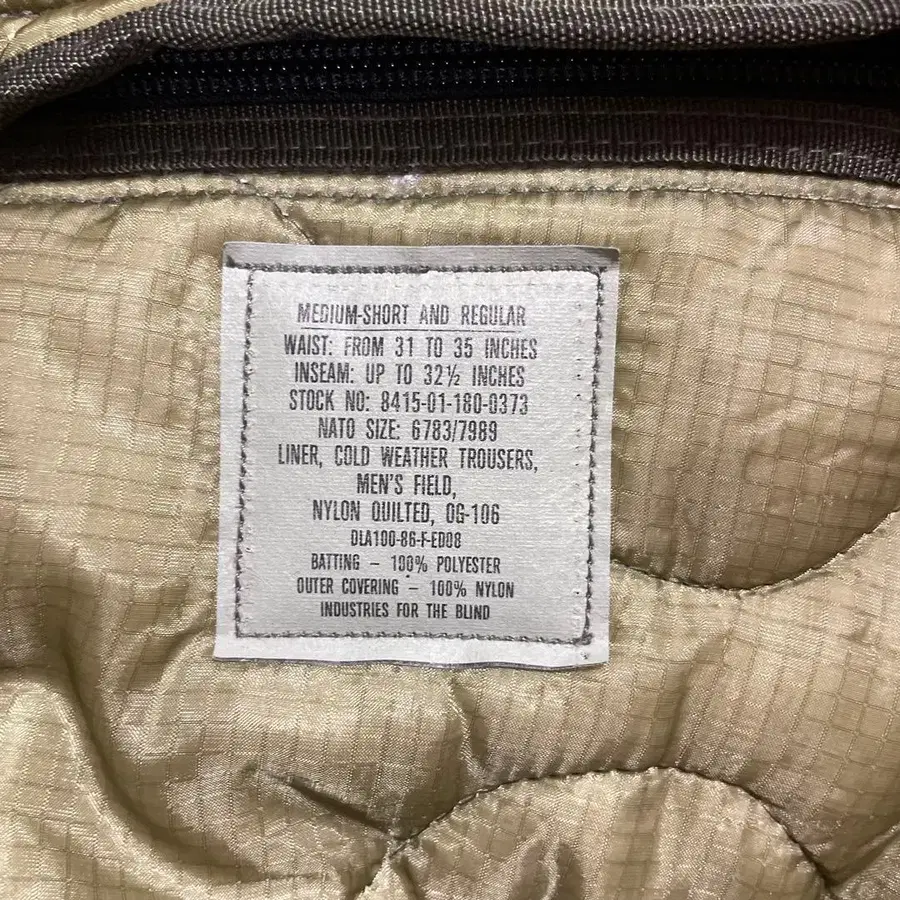 MEDIUM-SHORT AND REGULAR
WAIST: FROM 31 TO 35 INCHES
INSEAM: UP TO 32½ INCHES
STOCK NO: 8415-01-180-0373
NATO SIZE: 6783/7989
LINER, COLD WEATHER TROUSERS,
MEN'S FIELD,
NYLON QUILTED, OG-106
DLA100-86-F-ED08
BATTING — 100% POLYESTER
OUTER COVERING — 100% NYLON
INDUSTRIES FOR THE BLIND